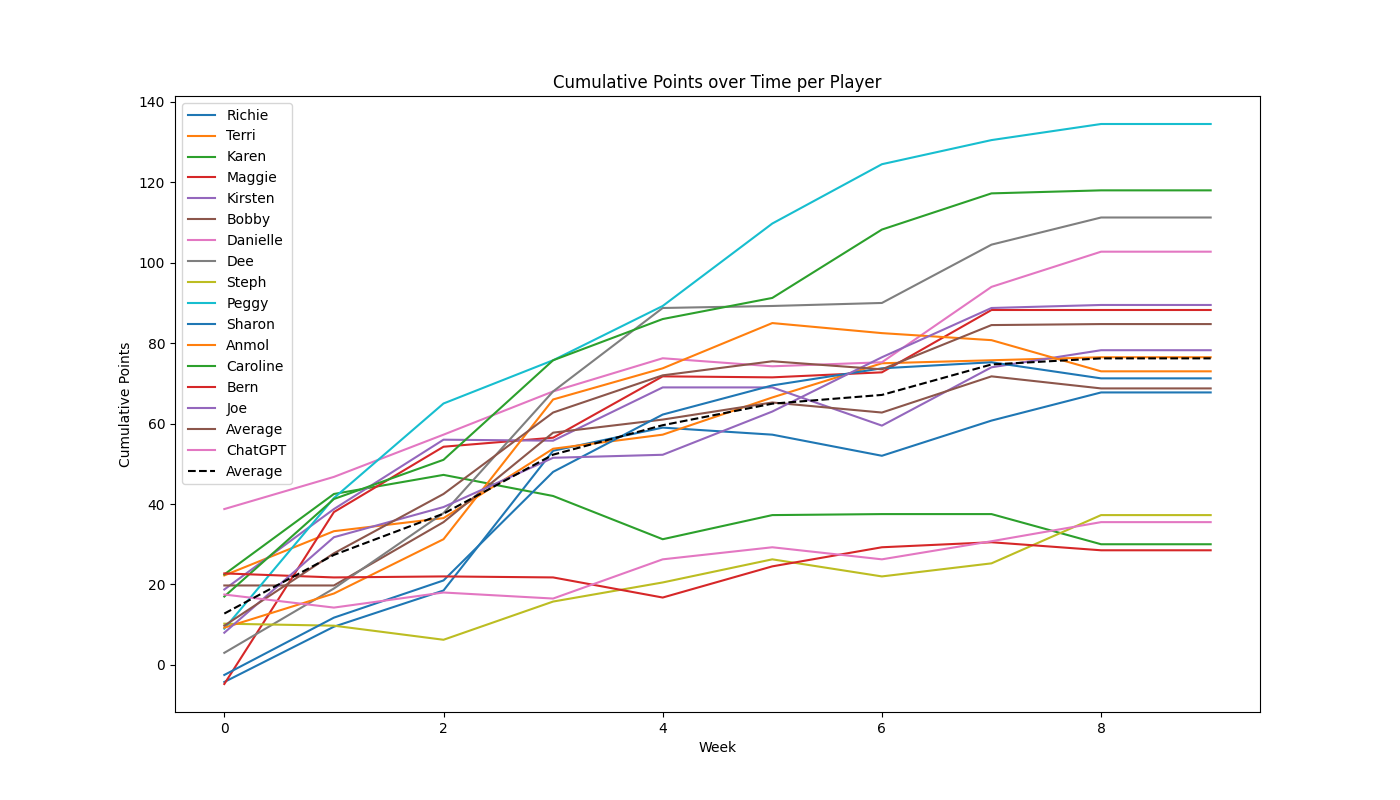 Cumulative Points over Time per Player
140
120
100
80
60
40
20
0
Cumulative Points
Richie
Terri
Karen
Maggie
Kirsten
Bobby
Danielle
Dee
Steph
Peggy
Sharon
Anmol
Caroline
Bern
Joe
Average
ChatGPT
Average
0 2 4 6 8
Week